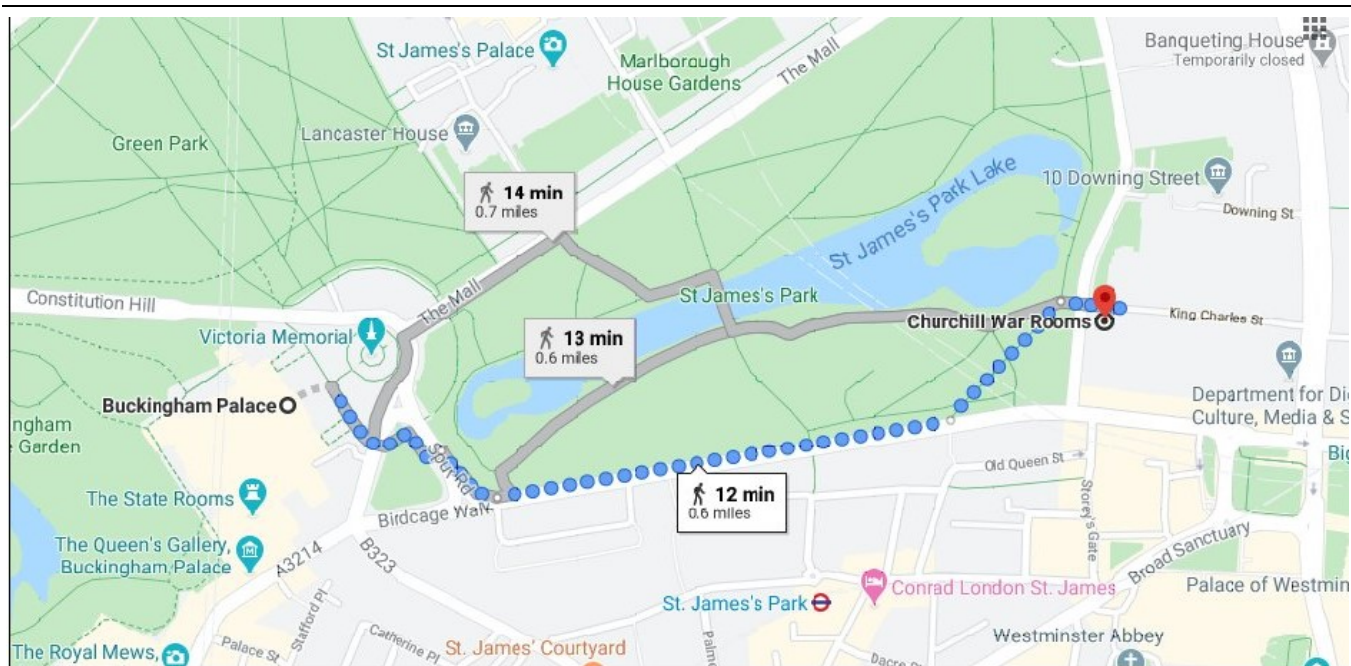 St James's Palace
Marlborough
House Gardens
The Mall
Banqueting House
Temporarily closed
Green Park
Lancaster House
14 min
0.7 miles
St James's Park Lake
10 Downing Street
Downing St
Constitution Hill
The Mall
St James's Park
Victoria Memorial
13 min
0.6 miles
Churchill War Rooms
King Charles St
Buckingham Palace
ngham
Garden
Department for Di
Culture, Media & S
Spur Rd
Old Queen St
Big
The State Rooms
Birdcage Walk
12 min
0.6 miles
Storey's Gate
Broad Sanctuary
The Queen's Gallery,
Buckingham Palace
A3214
B323
Conrad London St. James
Palace of Westmin
St. James's Park
Stafford Pl
Catherine Pl
St. James' Courtyard
Palme
Westminster Abbey
The Royal Mews,
Palace St
Dacre